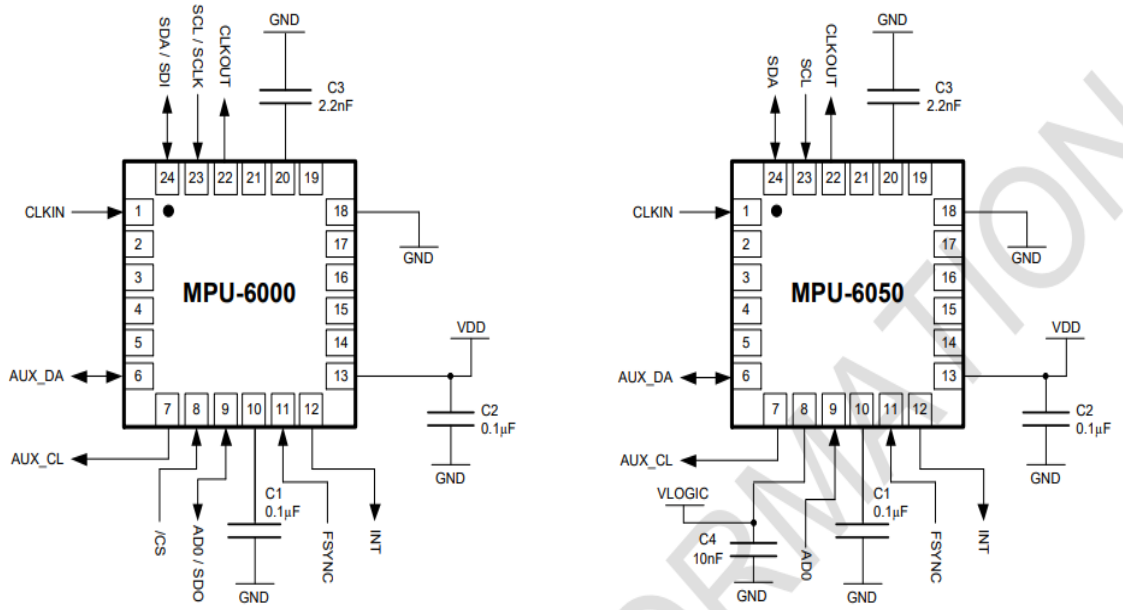 GND
SDA / SDI
SCL / SCLK
CLKOUT
C3
2.2nF
24 23 22 21 20 19
CLKIN
1
2
3
4
5
6
18
17
16
15
14
13
MPU-6000
GND
VDD
AUX_DA
7 8 9 10 11 12
C2
0.1µF
GND
AUX_CL
/CS
AD0 / SDO
C1
0.1µF
GND
FSYNC
INT
GND
SDA
SCL
CLKOUT
C3
2.2nF
24 23 22 21 20 19
CLKIN
1
2
3
4
5
6
18
17
16
15
14
13
MPU-6050
GND
VDD
AUX_DA
7 8 9 10 11 12
C2
0.1µF
GND
AUX_CL
VLOGIC
C4
10nF
GND
AD0
C1
0.1µF
GND
FSYNC
INT